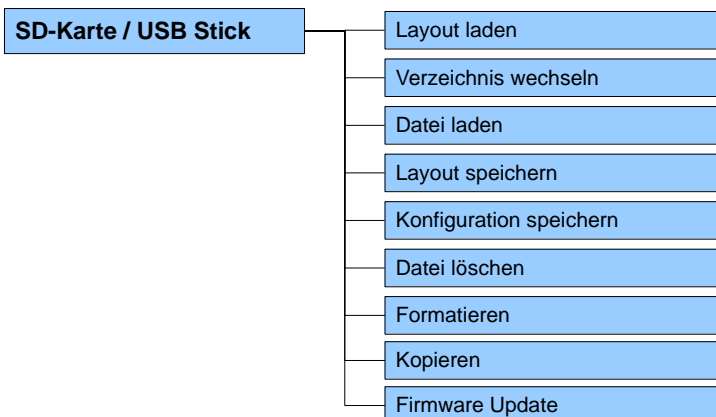 SD-Karte / USB Stick
Layout laden
Verzeichnis wechseln
Datei laden
Layout speichern
Konfiguration speichern
Datei löschen
Formatieren
Kopieren
Firmware Update